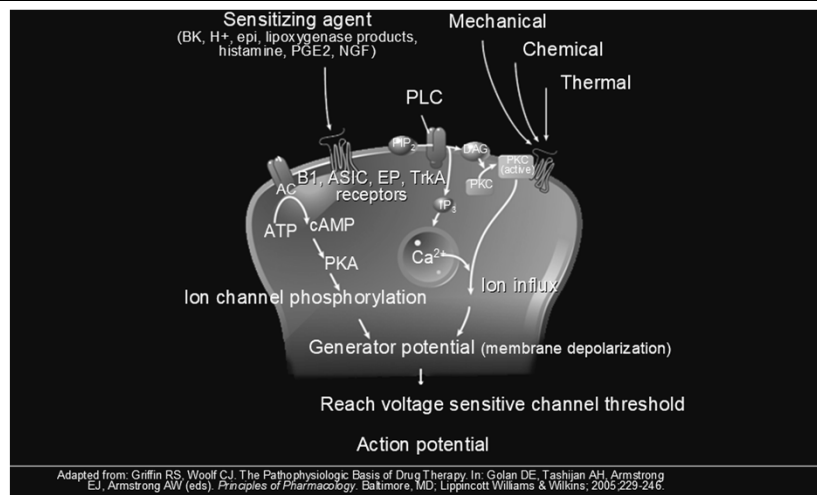 Sensitizing agent
(BK, H+, epi, lipoxygenase products,
histamine, PGE2, NGF)
Mechanical
Chemical
Thermal
PLC
PIP2
DAG
PKC
(active)
PKC
AC
B1, ASIC, EP, TrkA
receptors
IP3
ATP
cAMP
Ca2+
PKA
Ion influx
Ion channel phosphorylation
Generator potential (membrane depolarization)
Reach voltage sensitive channel threshold
Action potential
Adapted from: Griffin RS, Woolf CJ. The Pathophysiologic Basis of Drug Therapy. In: Golan DE, Tashijan AH, Armstrong
EJ, Armstrong AW (eds). Principles of Pharmacology. Baltimore, MD; Lippincott Williams & Wilkins; 2005;229-246.